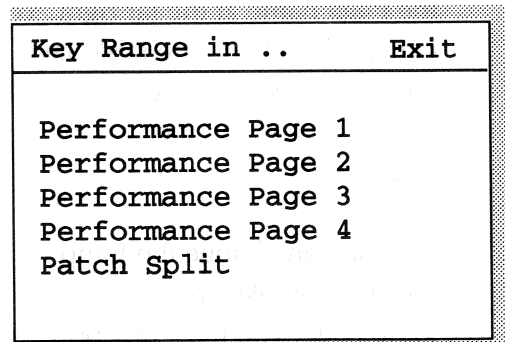 Key Range in .. Exit
Performance Page 1
Performance Page 2
Performance Page 3
Performance Page 4
Patch Split